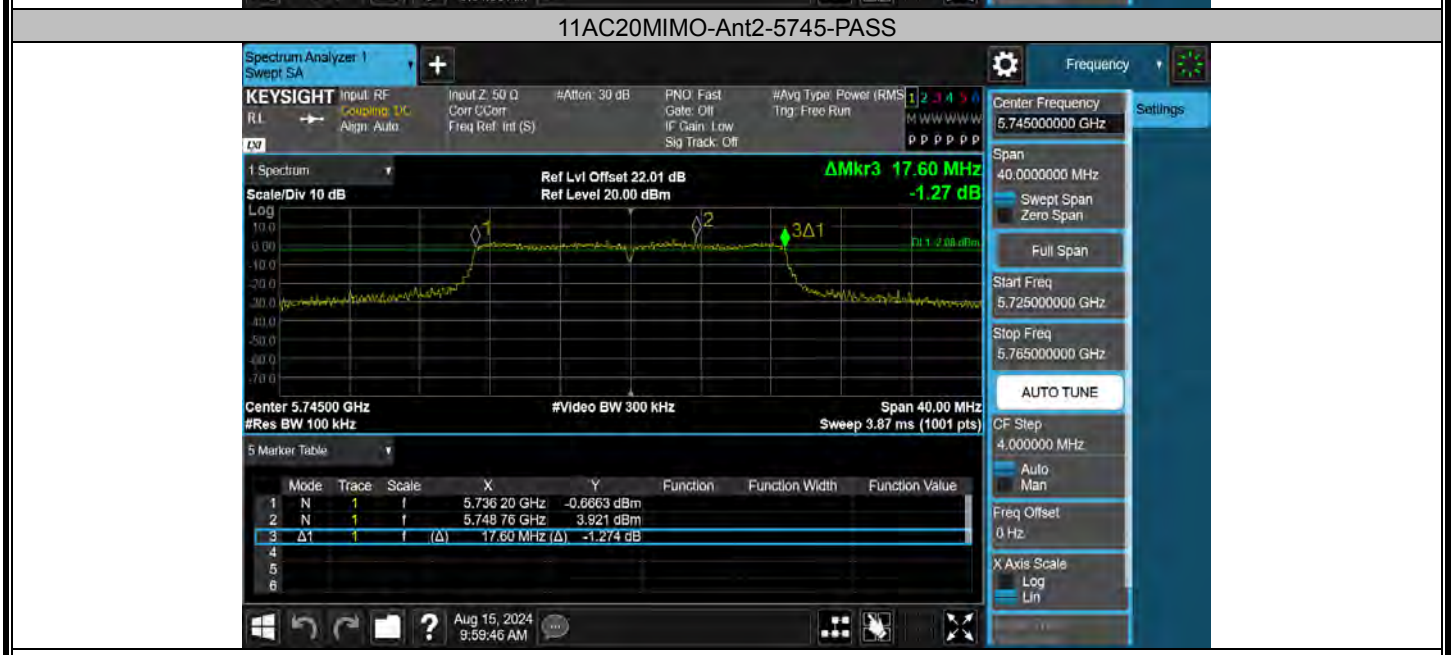 11AC20MIMO-Ant2-5745-PASS
Spectrum Analyzer 1
Swept SA
+
Frequency
KEYSIGHT
RL
LXI
Input: RF
Coupling: DC
Align: Auto
Input Z: 50 Ω
Corr CCorr
Freq Ref: Int (S)
#Atten: 30 dB
PNO: Fast
Gate: Off
IF Gain: Low
Sig Track: Off
#Avg Type: Power (RMS
Trig: Free Run
1 2 3 4 5 6
M W W W W W
P P P P P P
1 Spectrum
Scale/Div 10 dB
Ref Lvl Offset 22.01 dB
Ref Level 20.00 dBm
ΔMkr3 17.60 MHz
-1.27 dB
Log
10.0
0.00
-10.0
-20.0
-30.0
-40.0
-50.0
-60.0
-70.0
1
2
3Δ1
DL1 -2.08 dBm
Center 5.74500 GHz
#Res BW 100 kHz
#Video BW 300 kHz
Span 40.00 MHz
Sweep 3.87 ms (1001 pts)
5 Marker Table
Mode Trace Scale X Y Function Function Width Function Value
1 N 1 f 5.736 20 GHz -0.6663 dBm
2 N 1 f 5.748 76 GHz 3.921 dBm
3 Δ1 1 f (Δ) 17.60 MHz (Δ) -1.274 dB
4
5
6
Aug 15, 2024
9:59:46 AM
?
Center Frequency
5.745000000 GHz
Settings
Span
40.0000000 MHz
Swept Span
Zero Span
Full Span
Start Freq
5.725000000 GHz
Stop Freq
5.765000000 GHz
AUTO TUNE
CF Step
4.000000 MHz
Auto
Man
Freq Offset
0 Hz
X Axis Scale
Log
Lin